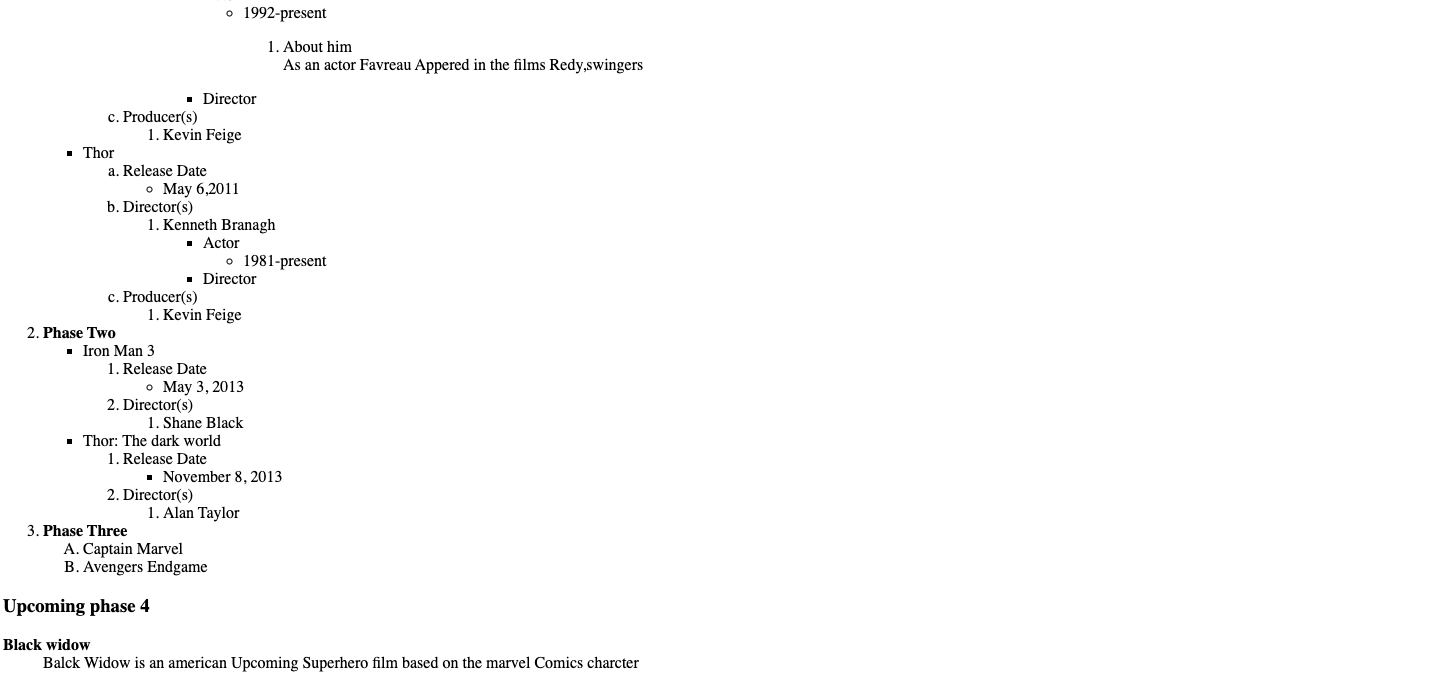 1992-present
1. About him
As an actor Favreau Appered in the films Redy,swingers
Director
c. Producer(s)
1. Kevin Feige
Thor
a. Release Date
May 6,2011
b. Director(s)
1. Kenneth Branagh
Actor
1981-present
Director
c. Producer(s)
1. Kevin Feige
2. Phase Two
Iron Man 3
1. Release Date
May 3, 2013
2. Director(s)
1. Shane Black
Thor: The dark world
1. Release Date
November 8, 2013
2. Director(s)
1. Alan Taylor
3. Phase Three
A. Captain Marvel
B. Avengers Endgame
Upcoming phase 4
Black widow
Balck Widow is an american Upcoming Superhero film based on the marvel Comics charcter